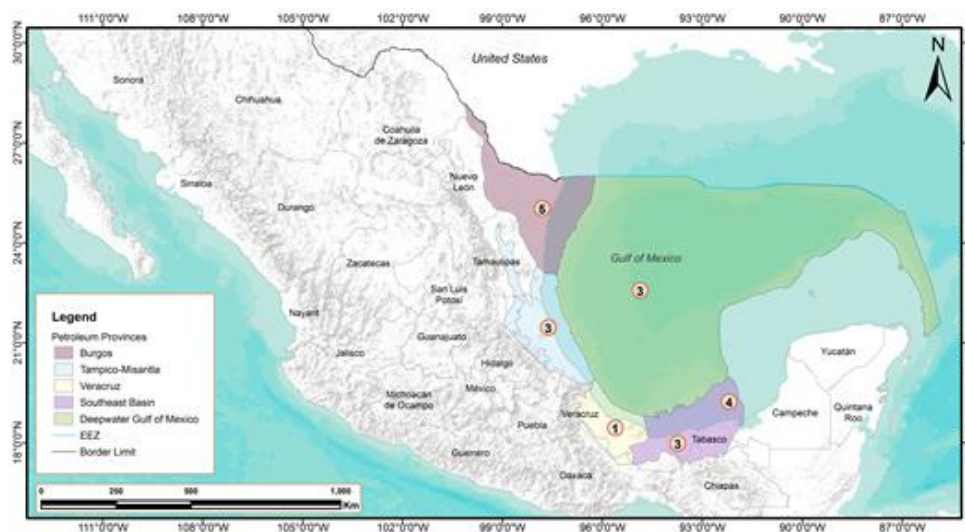 111°0'0"W 108°0'0"W 105°0'0"W 102°0'0"W 99°0'0"W 96°0'0"W 93°0'0"W 90°0'0"W 87°0'0"W
30°0'0"N
27°0'0"N
24°0'0"N
21°0'0"N
18°0'0"N
N
United States
Sonora
Chihuahua
Coahuila
de Zaragoza
Nuevo
León
Sinaloa
Durango
5
Zacatecas
Tamaulipas
Gulf of Mexico
San Luis
Potosí
3
Nayarit
3
Guanajuato
Jalisco
Hidalgo
Yucatán
México
Michoacán
de Ocampo
4
Veracruz
Campeche
Quintana
Roo
Puebla
1
Tabasco
3
Guerrero
Oaxaca
Chiapas
Legend
Petroleum Provinces
Burgos
Tampico-Misantla
Veracruz
Southeast Basin
Deepwater Gulf of Mexico
EEZ
Border Limit
0 250 500 1,000
Km
111°0'0"W 108°0'0"W 105°0'0"W 102°0'0"W 99°0'0"W 96°0'0"W 93°0'0"W 90°0'0"W 87°0'0"W